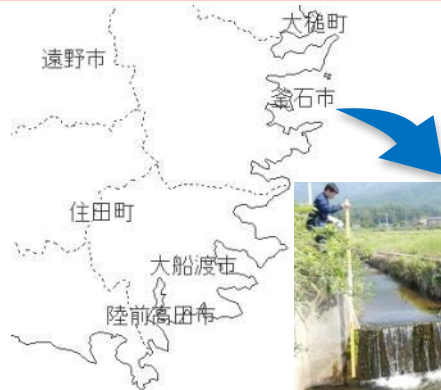 大槌町
遠野市
釜石市
住田町
大船渡市
陸前高田市